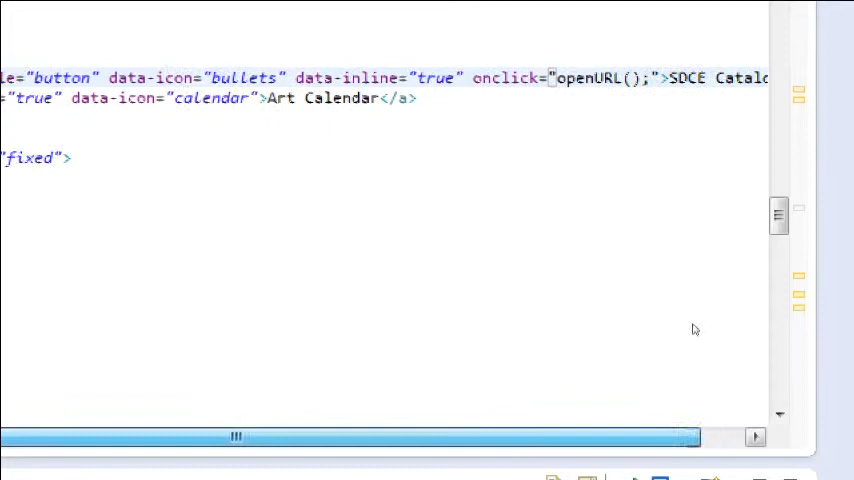 le="button" data-icon="bullets" data-inline="true" onclick="openURL();">SDCE Catalo
="true" data-icon="calendar">Art Calendar</a>
"fixed">